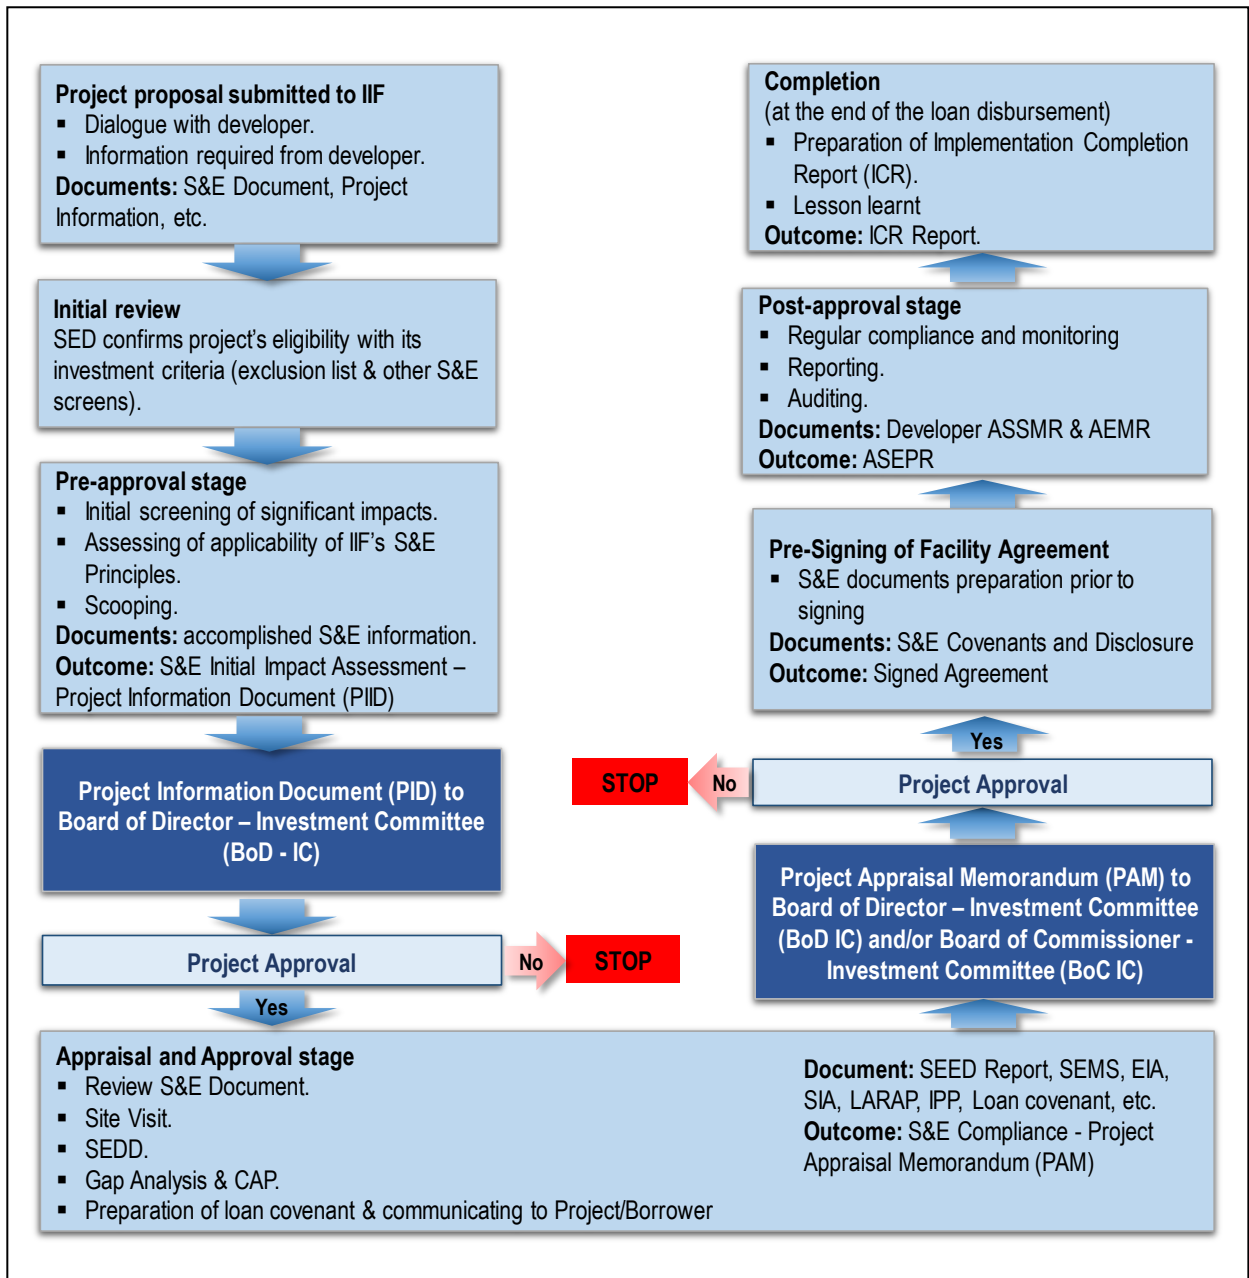 Project proposal submitted to IIF
▪ Dialogue with developer.
▪ Information required from developer.
Documents: S&E Document, Project
Information, etc.
Initial review
SED confirms project's eligibility with its
investment criteria (exclusion list & other S&E
screens).
Pre-approval stage
▪ Initial screening of significant impacts.
▪ Assessing of applicability of IIF's S&E
Principles.
▪ Scooping.
Documents: accomplished S&E information.
Outcome: S&E Initial Impact Assessment –
Project Information Document (PIID)
Project Information Document (PID) to
Board of Director – Investment Committee
(BoD - IC)
Project Approval
No
STOP
Yes
Appraisal and Approval stage
▪ Review S&E Document.
▪ Site Visit.
▪ SEDD.
▪ Gap Analysis & CAP.
▪ Preparation of loan covenant & communicating to Project/Borrower
Document: SEED Report, SEMS, EIA,
SIA, LARAP, IPP, Loan covenant, etc.
Outcome: S&E Compliance - Project
Appraisal Memorandum (PAM)
Project Appraisal Memorandum (PAM) to
Board of Director – Investment Committee
(BoD IC) and/or Board of Commissioner -
Investment Committee (BoC IC)
Project Approval
No
STOP
Yes
Pre-Signing of Facility Agreement
▪ S&E documents preparation prior to
signing
Documents: S&E Covenants and Disclosure
Outcome: Signed Agreement
Post-approval stage
▪ Regular compliance and monitoring
▪ Reporting.
▪ Auditing.
Documents: Developer ASSMR & AEMR
Outcome: ASEPR
Completion
(at the end of the loan disbursement)
▪ Preparation of Implementation Completion
Report (ICR).
▪ Lesson learnt
Outcome: ICR Report.